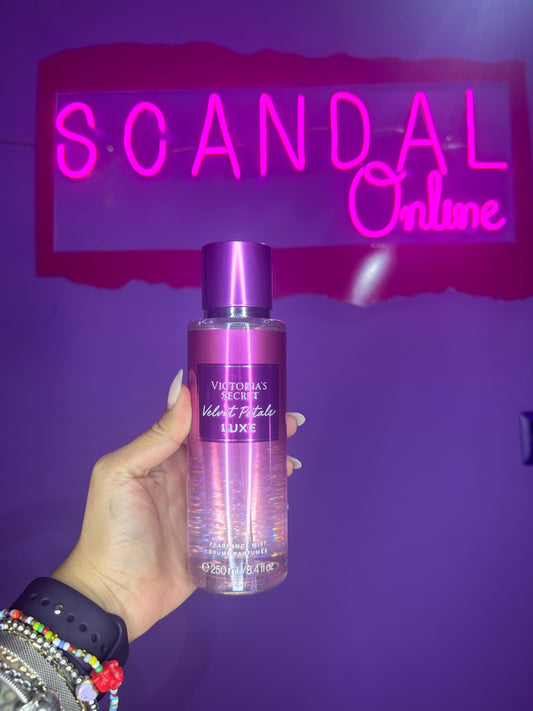 SCANDAL
Online
VICTORIA'S
SECRET
Velvet Petals
LUXE
FRAGRANCE MIST
BRUME PARFUMÉE
℮ 250 ml / 8.4 fl oz